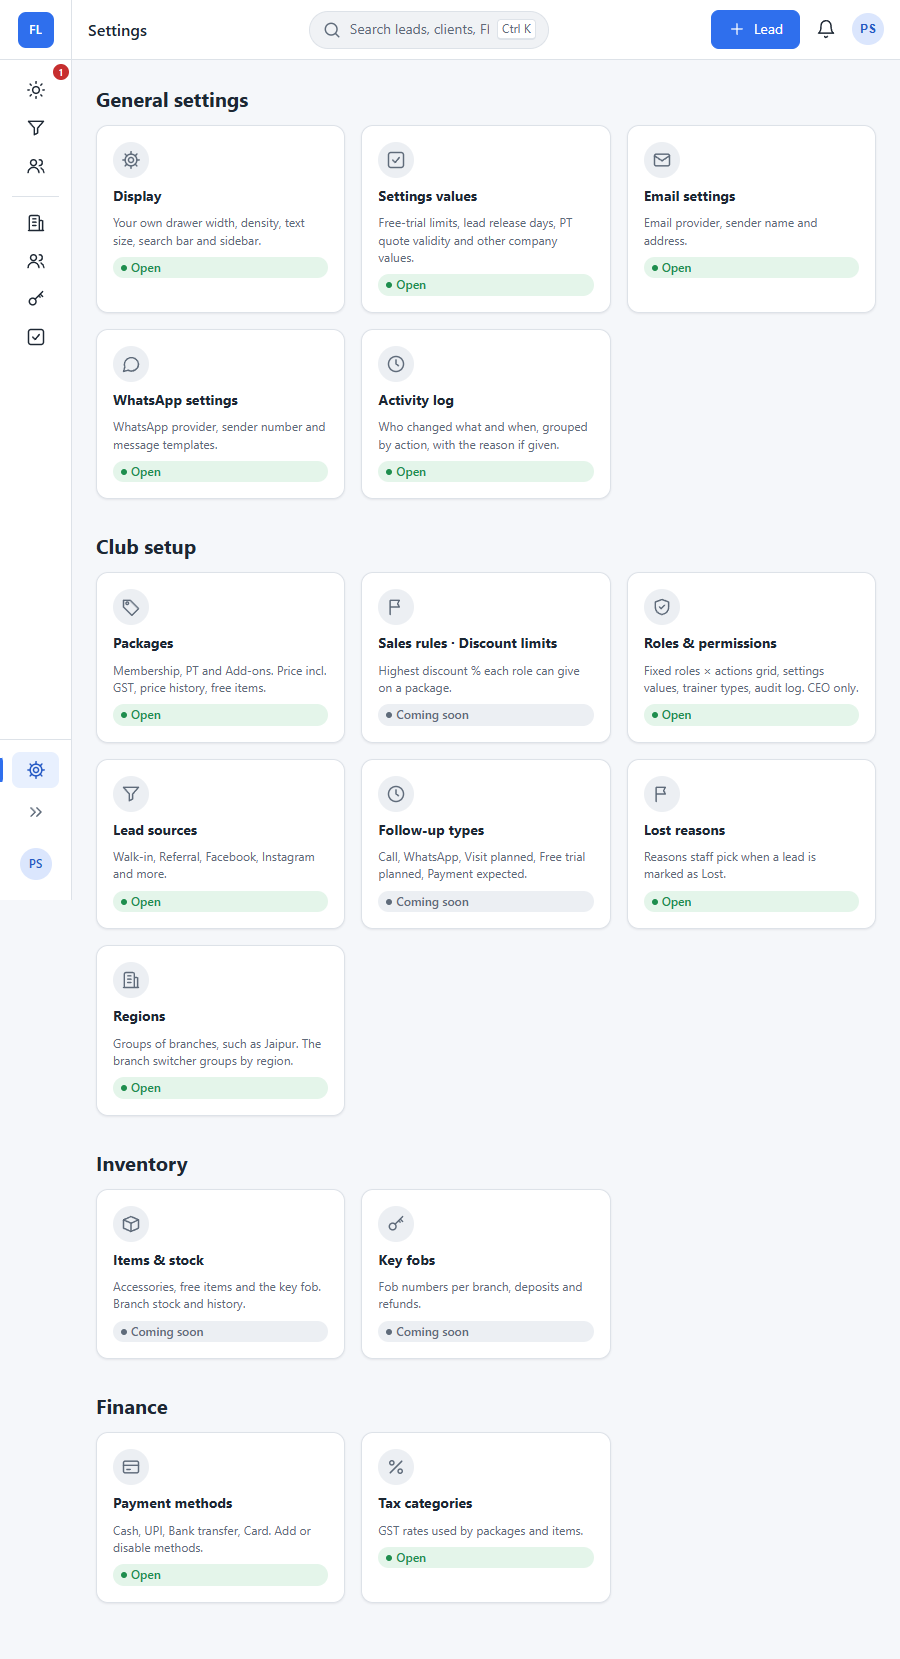 FL
Settings
Search leads, clients, Fl
Ctrl K
Lead
PS
1
General settings
Display
Your own drawer width, density, text
size, search bar and sidebar.
Open
Settings values
Free-trial limits, lead release days, PT
quote validity and other company
values.
Open
Email settings
Email provider, sender name and
address.
Open
WhatsApp settings
WhatsApp provider, sender number and
message templates.
Open
Activity log
Who changed what and when, grouped
by action, with the reason if given.
Open
Club setup
Packages
Membership, PT and Add-ons. Price incl.
GST, price history, free items.
Open
Sales rules · Discount limits
Highest discount % each role can give
on a package.
Coming soon
Roles & permissions
Fixed roles × actions grid, settings
values, trainer types, audit log. CEO only.
Open
Lead sources
Walk-in, Referral, Facebook, Instagram
and more.
Open
Follow-up types
Call, WhatsApp, Visit planned, Free trial
planned, Payment expected.
Coming soon
Lost reasons
Reasons staff pick when a lead is
marked as Lost.
Open
PS
Regions
Groups of branches, such as Jaipur. The
branch switcher groups by region.
Open
Inventory
Items & stock
Accessories, free items and the key fob.
Branch stock and history.
Coming soon
Key fobs
Fob numbers per branch, deposits and
refunds.
Coming soon
Finance
Payment methods
Cash, UPI, Bank transfer, Card. Add or
disable methods.
Open
Tax categories
GST rates used by packages and items.
Open